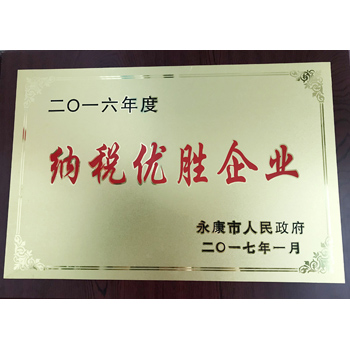 二〇一六年度
纳税优胜企业
永康市人民政府
二〇一七年一月